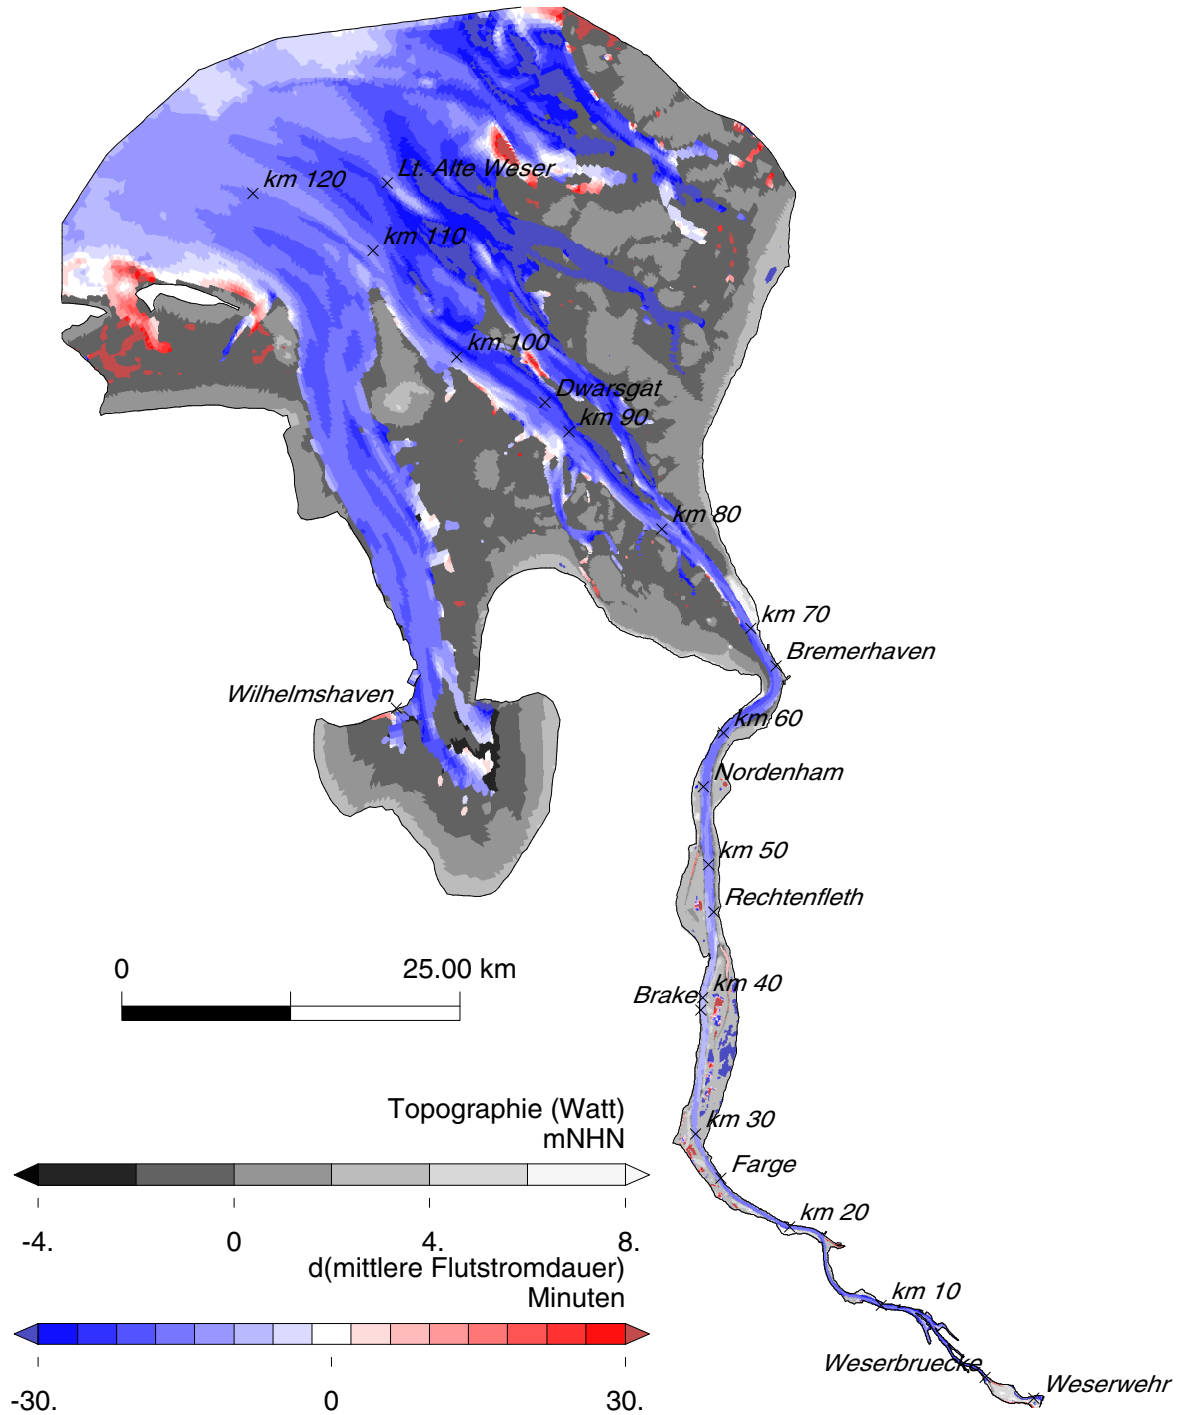 Lt. Alte Weser
km 120
km 110
km 100
Dwarsgat
km 90
km 80
km 70
Bremerhaven
Wilhelmshaven
km 60
Nordenham
km 50
Rechtenfleth
0 25.00 km
km 40
Brake
Topographie (Watt)
mNHN
km 30
Farge
-4. 0 4. 8.
km 20
d(mittlere Flutstromdauer)
Minuten
km 10
Weserbruecke
Weserwehr
-30. 0 30.